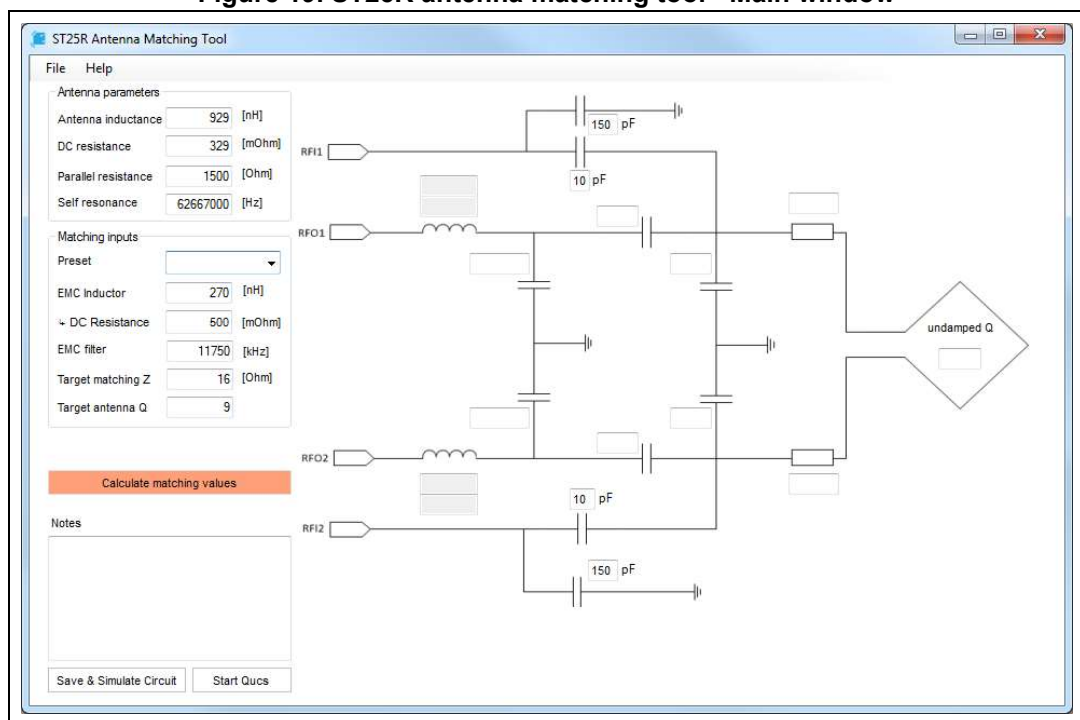 Figure 19. ST25R antenna matching tool - Main window
ST25R Antenna Matching Tool
File Help
Antenna parameters
Antenna inductance 929 [nH]
DC resistance 329 [mOhm]
Parallel resistance 1500 [Ohm]
Self resonance 62667000 [Hz]
Matching inputs
Preset
EMC Inductor 270 [nH]
↳ DC Resistance 500 [mOhm]
EMC filter 11750 [kHz]
Target matching Z 16 [Ohm]
Target antenna Q 9
Calculate matching values
Notes
Save & Simulate Circuit Start Qucs
150 pF
RFI1
10 pF
RFO1
undamped Q
RFO2
10 pF
RFI2
150 pF